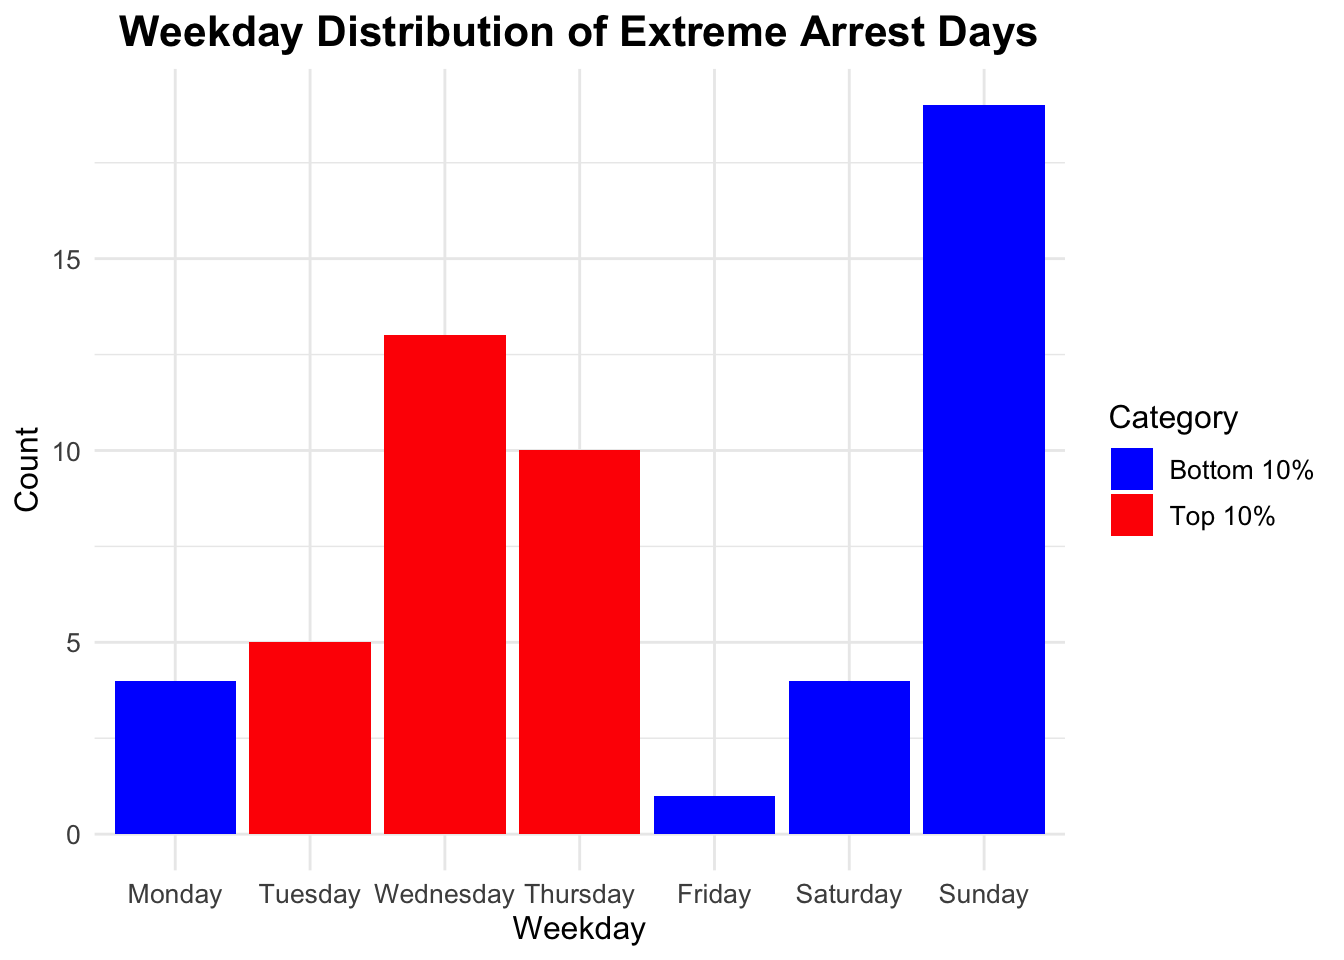 Weekday Distribution of Extreme Arrest Days
Count
15
10
5
0
Monday Tuesday Wednesday Thursday Friday Saturday Sunday
Weekday
Category
Bottom 10%
Top 10%